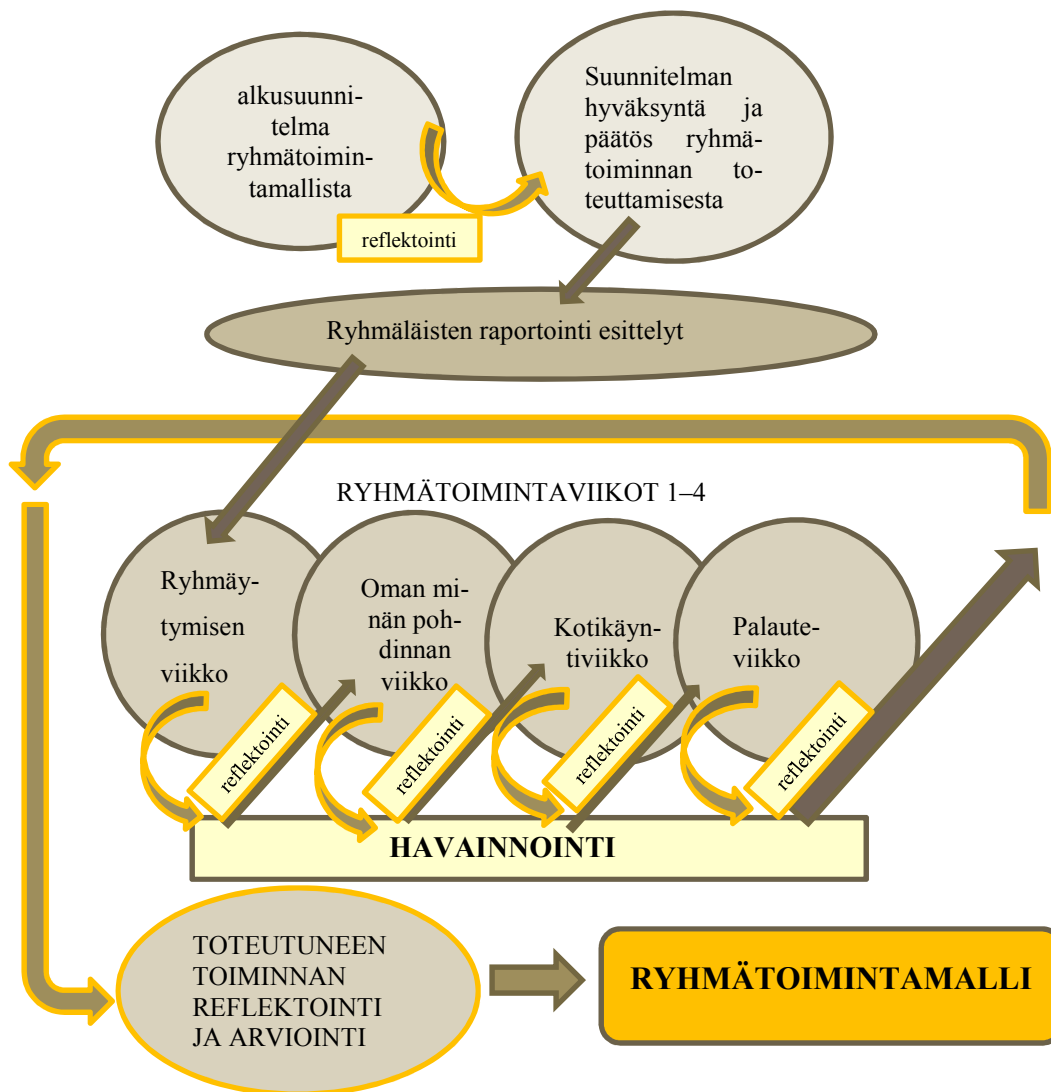 alkusuunni-
telma
ryhmätoimin-
tamallista
Suunnitelman
hyväksyntä ja
päätös ryhmä-
toiminnan to-
teuttamisesta
reflektointi
Ryhmäläisten raportointi esittelyt
RYHMÄTOIMINTAVIIKOT 1–4
Ryhmäy-
tymisen
viikko
Oman mi-
nän poh-
dinnan
viikko
Kotikäyn-
tiviikko
Palaute-
viikko
reflektointi
reflektointi
reflektointi
reflektointi
HAVAINNOINTI
TOTEUTUNEEN
TOIMINNAN
REFLEKTOINTI
JA ARVIOINTI
RYHMÄTOIMINTAMALLI